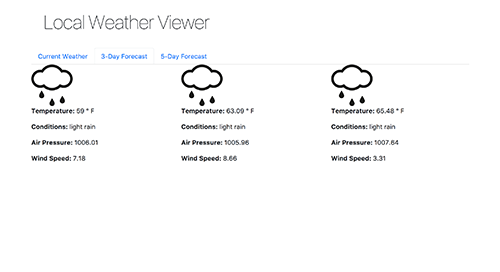 Local Weather Viewer
Current Weather 3-Day Forecast 5-Day Forecast
Temperature: 59 ° F
Conditions: light rain
Air Pressure: 1006.01
Wind Speed: 7.18
Temperature: 63.09 ° F
Conditions: light rain
Air Pressure: 1005.96
Wind Speed: 8.66
Temperature: 65.48 ° F
Conditions: light rain
Air Pressure: 1007.64
Wind Speed: 3.31